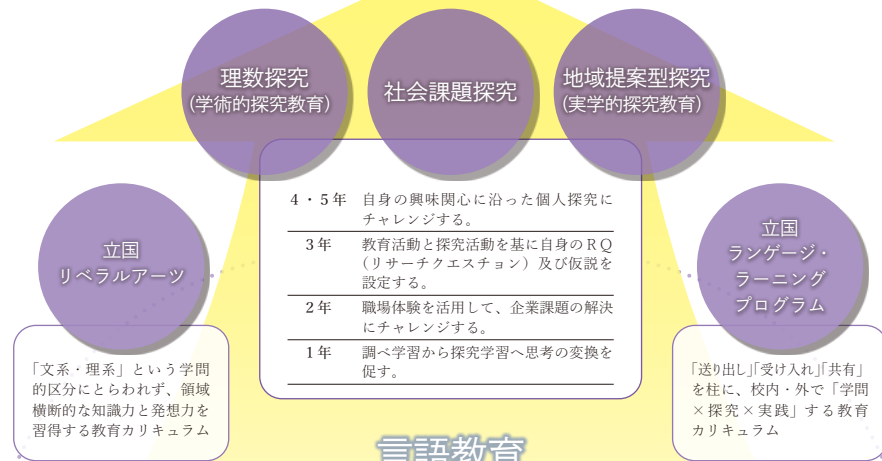 理数探究
（学術的探究教育）
社会課題探究
地域提案型探究
（実学的探究教育）
4・5年 自身の興味関心に沿った個人探究に
チャレンジする。
3年 教育活動と探究活動を基に自身のＲＱ
（リサーチクエスチョン）及び仮説を
設定する。
2年 職場体験を活用して、企業課題の解決
にチャレンジする。
1年 調べ学習から探究学習へ思考の変換を
促す。
立国
リベラルアーツ
「文系・理系」という学問
的区分にとらわれず、領域
横断的な知識力と発想力を
習得する教育カリキュラム
立国
ランゲージ・
ラーニング
プログラム
「送り出し」「受け入れ」「共有」
を柱に、校内・外で「学問
×探究×実践」する教育
カリキュラム
言語教育